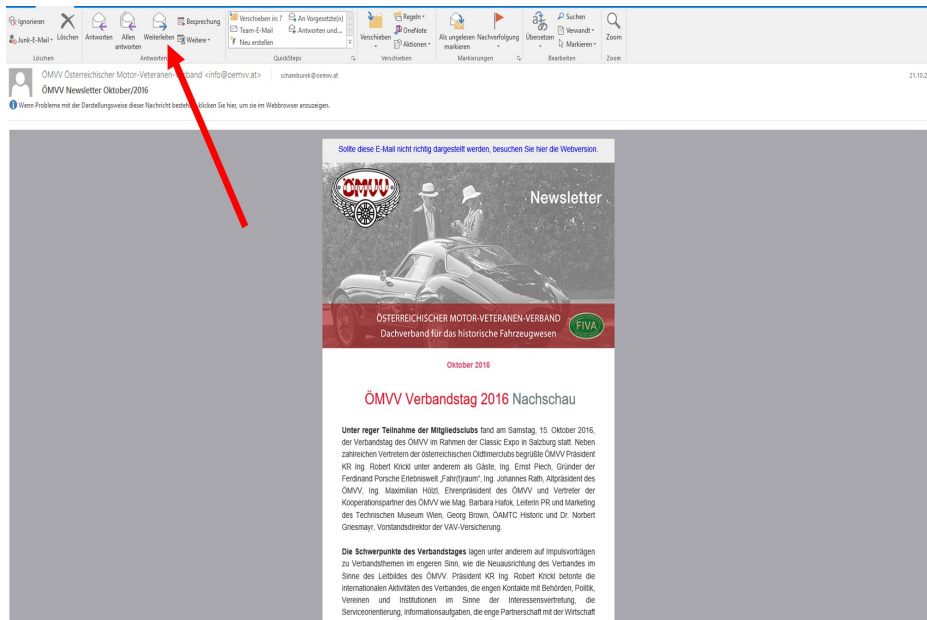 Ignorieren
Junk-E-Mail
Löschen
Antworten
Allen antworten
Weiterleiten
Besprechung
Weitere
Verschieben in: ?
Team-E-Mail
Neu erstellen
An Vorgesetzte(n)
Antworten und...
Verschieben
Regeln
OneNote
Aktionen
Als ungelesen markieren
Nachverfolgung
Übersetzen
Suchen
Verwandt
Markieren
Zoom
Löschen
Antworten
QuickSteps
Verschieben
Markierungen
Bearbeiten
Zoom
ÖMVV Österreichischer Motor-Veteranen-Verband <info@oemvv.at> schamburek@oemvv.at
21.10.2
ÖMVV Newsletter Oktober/2016
Wenn Probleme mit der Darstellungsweise dieser Nachricht bestehen, klicken Sie hier, um sie im Webbrowser anzuzeigen.
Sollte diese E-Mail nicht richtig dargestellt werden, besuchen Sie hier die Webversion.
ÖMVV
Newsletter
ÖSTERREICHISCHER MOTOR-VETERANEN-VERBAND
Dachverband für das historische Fahrzeugwesen
FIVA
Oktober 2016
ÖMVV Verbandstag 2016 Nachschau
Unter reger Teilnahme der Mitgliedsclubs fand am Samstag, 15. Oktober 2016,
der Verbandstag des ÖMVV im Rahmen der Classic Expo in Salzburg statt. Neben
zahlreichen Vertretern der österreichischen Oldtimerclubs begrüßte ÖMVV Präsident
KR Ing. Robert Krickl unter anderem als Gäste, Ing. Ernst Piech, Gründer der
Ferdinand Porsche Erlebniswelt „Fahr(t)raum“, Ing. Johannes Rath, Altpräsident des
ÖMVV, Ing. Maximilian Hölzl, Ehrenpräsident des ÖMVV und Vertreter der
Kooperationspartner des ÖMVV wie Mag. Barbara Hafok, Leiterin PR und Marketing
des Technischen Museum Wien, Georg Brown, ÖAMTC Historic und Dr. Norbert
Griesmayr, Vorstandsdirektor der VAV-Versicherung.
Die Schwerpunkte des Verbandstages lagen unter anderem auf Impulsvorträgen
zu Verbandsthemen im engeren Sinn, wie die Neuausrichtung des Verbandes im
Sinne des Leitbildes des ÖMVV. Präsident KR Ing. Robert Krickl betonte die
internationalen Aktivitäten des Verbandes, die engen Kontakte mit Behörden, Politik,
Vereinen und Institutionen im Sinne der Interessensvertretung, die
Serviceorientierung, Informationsaufgaben, die enge Partnerschaft mit der Wirtschaft